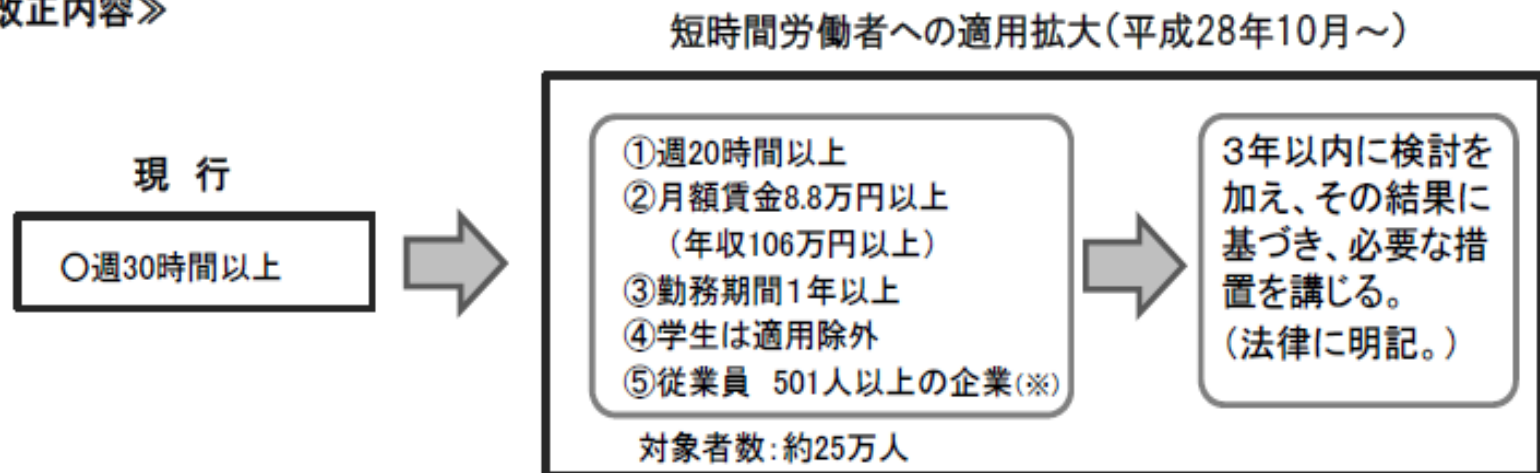 改正内容≫
短時間労働者への適用拡大(平成28年10月～)
現 行
○週30時間以上
①週20時間以上
②月額賃金8.8万円以上
(年収106万円以上)
③勤務期間1年以上
④学生は適用除外
⑤従業員 501人以上の企業(※)
対象者数:約25万人
3年以内に検討を
加え、その結果に
基づき、必要な措
置を講じる。
(法律に明記。)